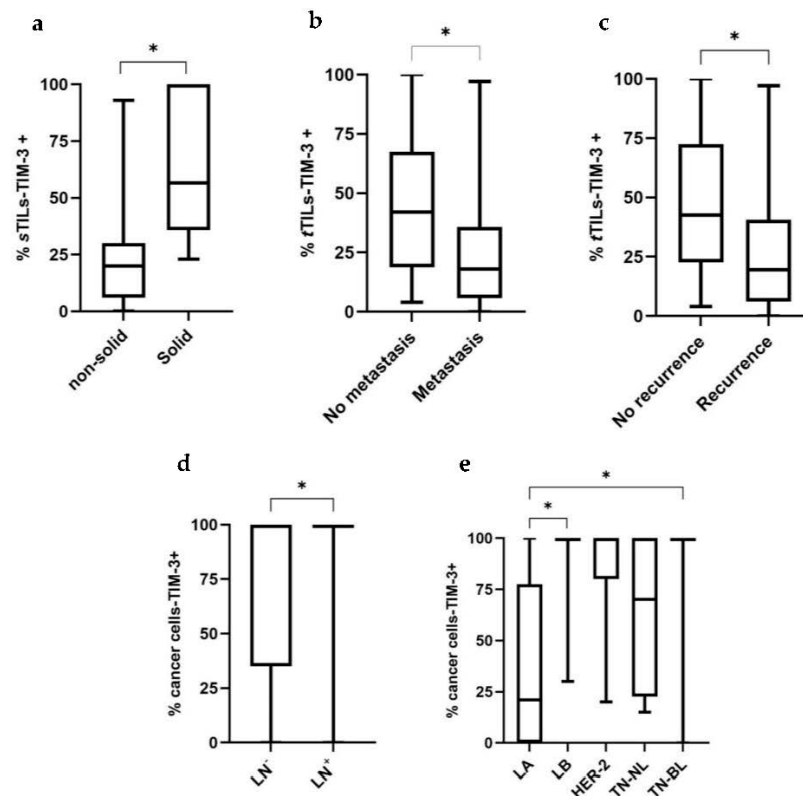 a
*
100
75
50
25
0
% sTILs-TIM-3 +
non-solid
Solid
b
*
100
75
50
25
0
% tTILs-TIM-3 +
No metastasis
Metastasis
c
*
100
75
50
25
0
% tTILs-TIM-3 +
No recurrence
Recurrence
d
*
100
75
50
25
0
% cancer cells-TIM-3+
LN-
LN+
e
*
*
100
75
50
25
0
% cancer cells-TIM-3+
LA
LB
HER-2
TN-NL
TN-BL